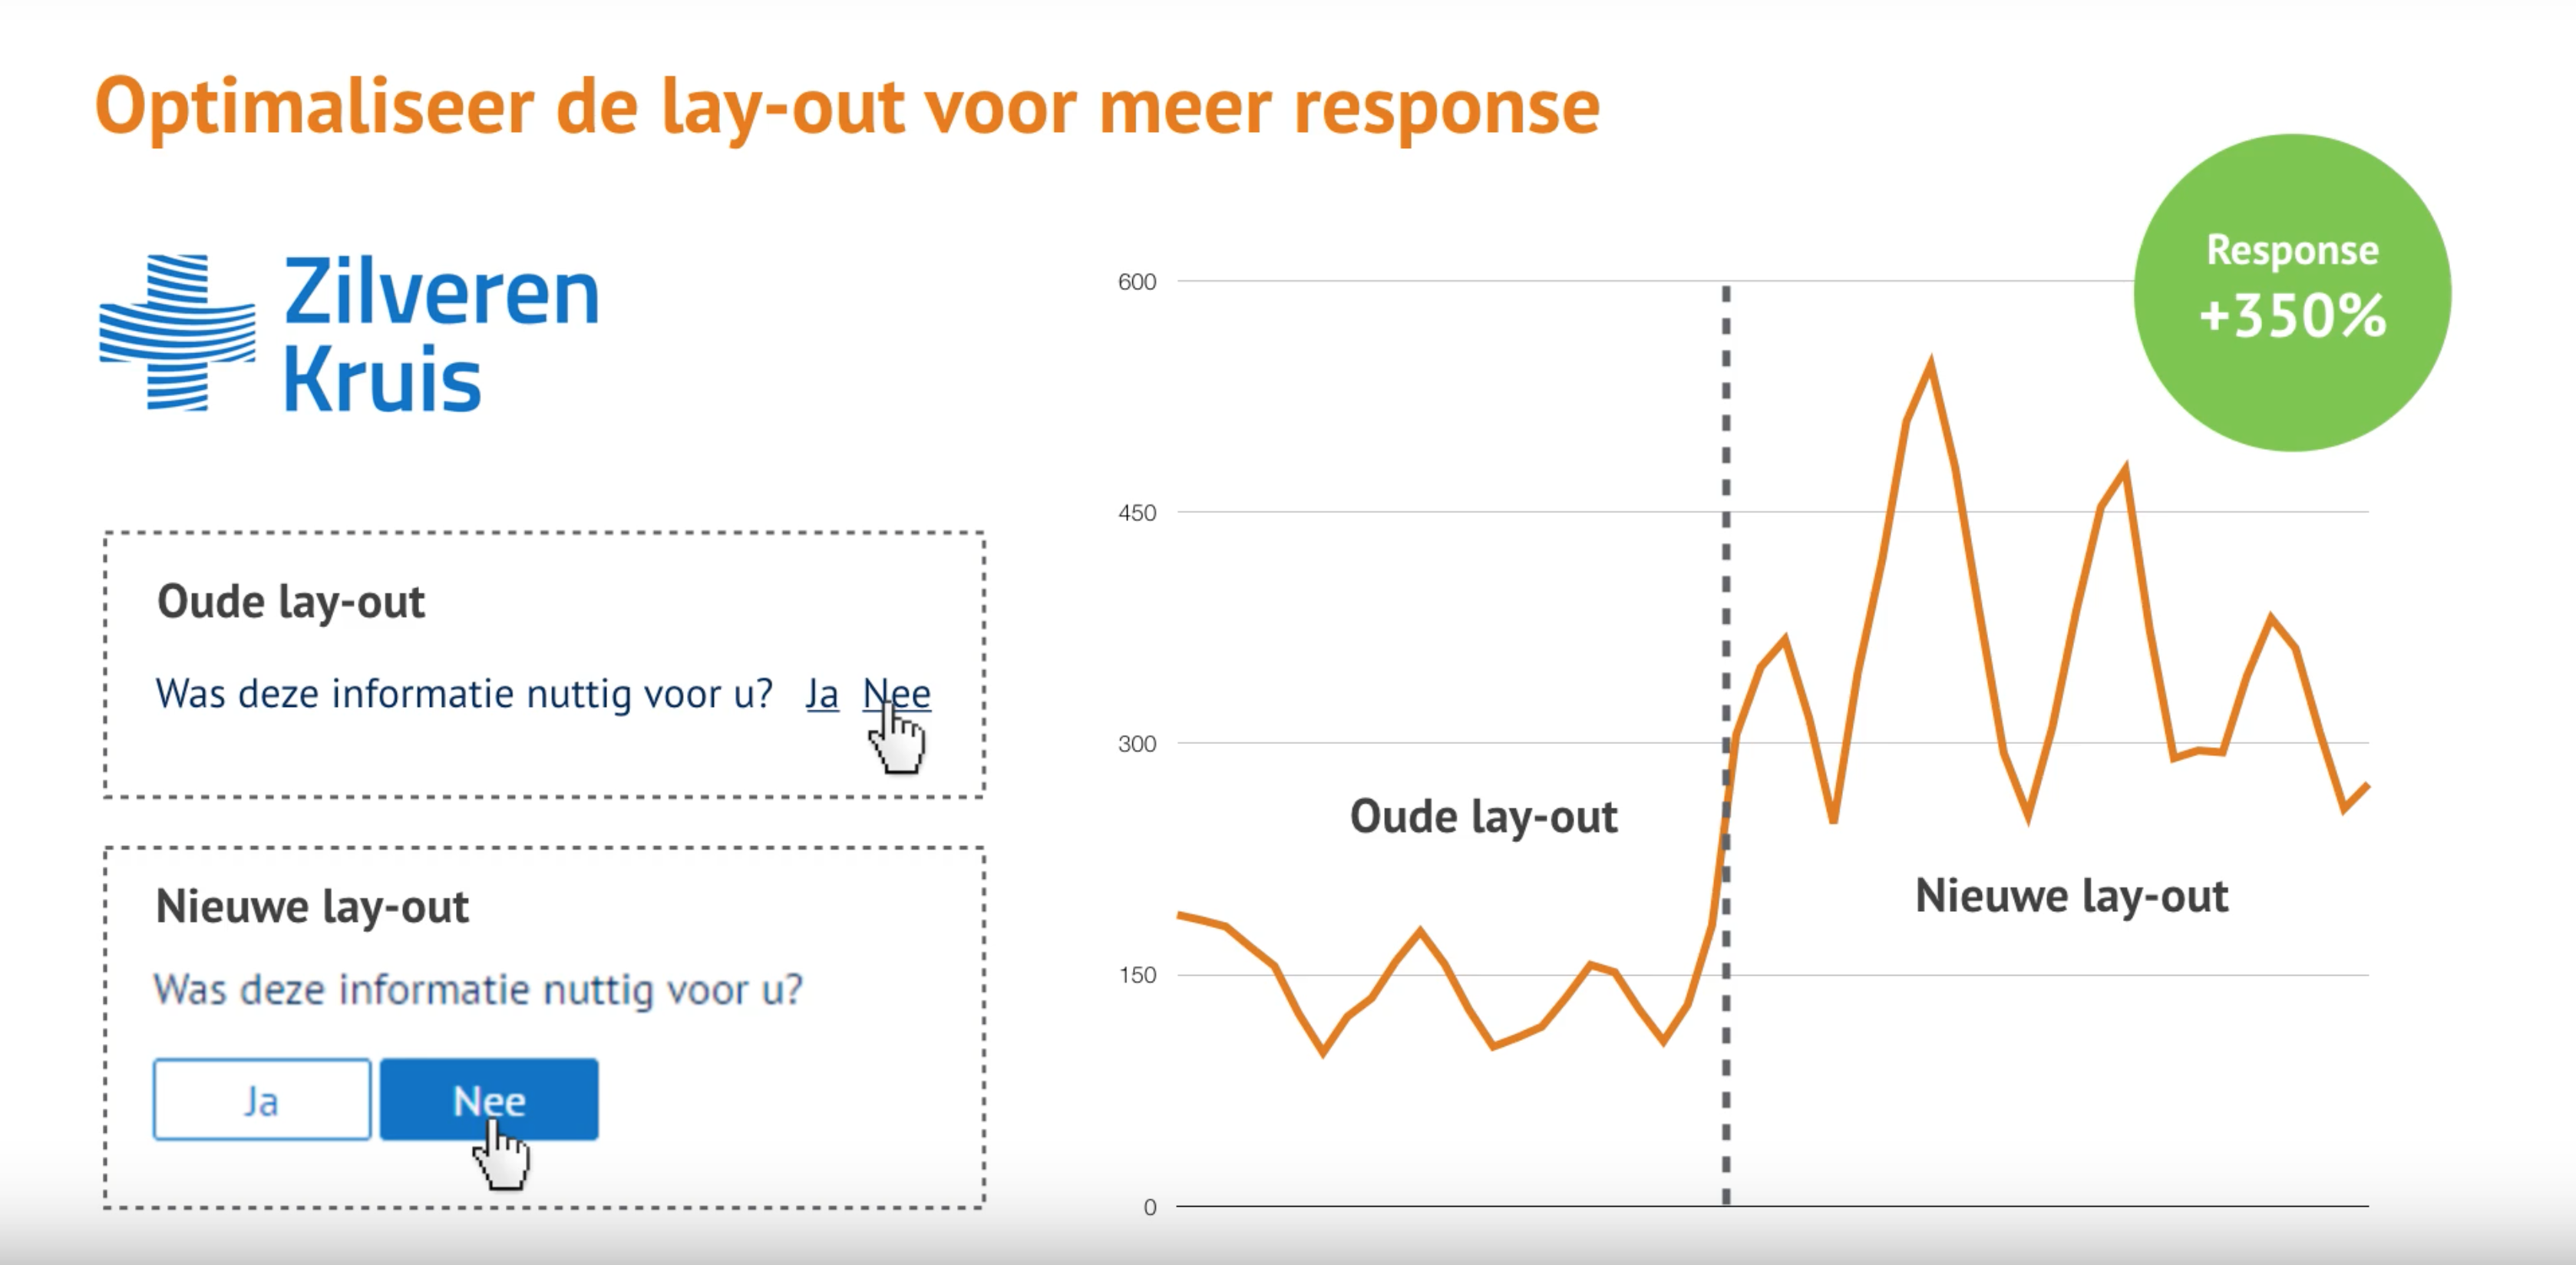 Optimaliseer de lay-out voor meer response
Zilveren
Kruis
Oude lay-out
Was deze informatie nuttig voor u? Ja Nee
Nieuwe lay-out
Was deze informatie nuttig voor u?
Ja Nee
Response
+350%
600
450
300
150
0
Oude lay-out
Nieuwe lay-out